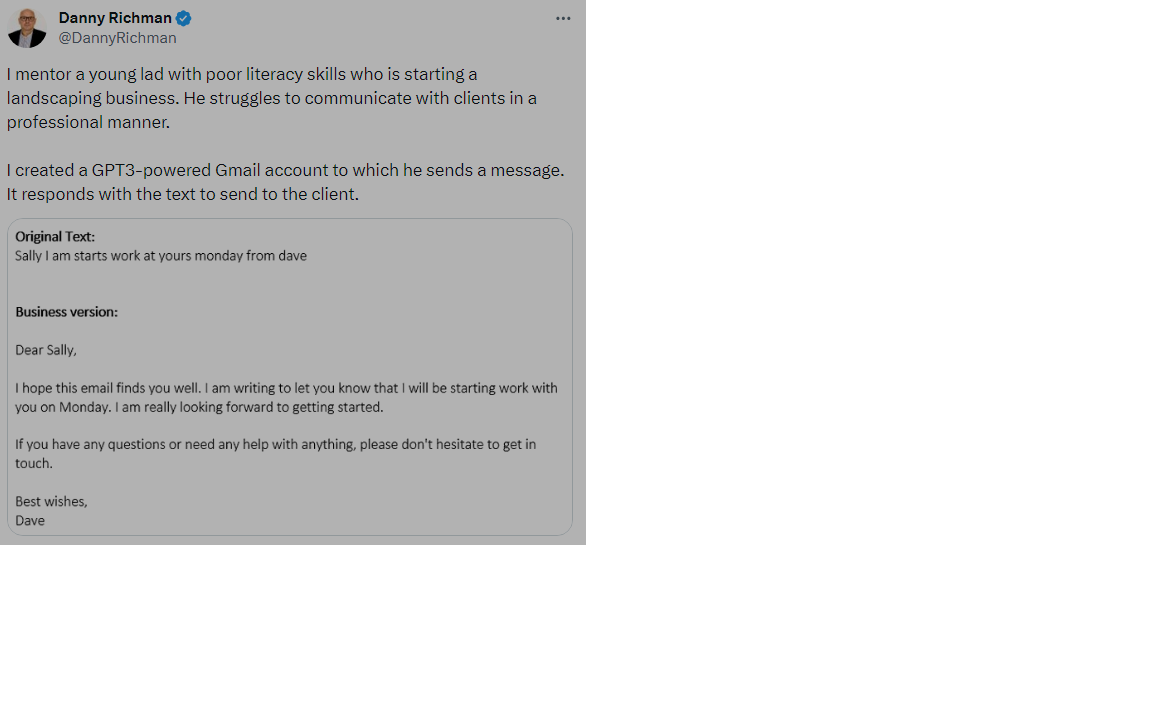 Danny Richman
@DannyRichman
I mentor a young lad with poor literacy skills who is starting a
landscaping business. He struggles to communicate with clients in a
professional manner.
I created a GPT3-powered Gmail account to which he sends a message.
It responds with the text to send to the client.
Original Text:
Sally I am starts work at yours monday from dave
Business version:
Dear Sally,
I hope this email finds you well. I am writing to let you know that I will be starting work with
you on Monday. I am really looking forward to getting started.
If you have any questions or need any help with anything, please don't hesitate to get in
touch.
Best wishes,
Dave